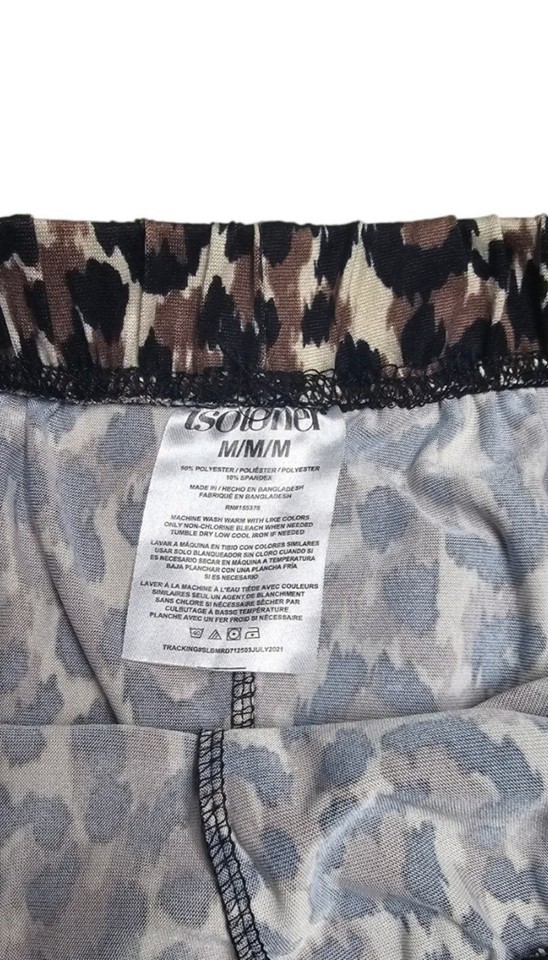 M/M/M
90% POLYESTER / POLIÉSTER / POLYESTER
10% SPANDEX
MADE IN / HECHO EN BANGLADESH
FABRIQUÉ EN BANGLADESH
RN#155378
MACHINE WASH WARM WITH LIKE COLORS
ONLY NON-CHLORINE BLEACH WHEN NEEDED
TUMBLE DRY LOW COOL IRON IF NEEDED
LAVAR A MÁQUINA EN TIBIO CON COLORES SIMILARES
USAR SOLO BLANQUEADOR SIN CLORO CUANDO SI
ES NECESARIO SECAR EN MÁQUINA A TEMPERATURA
BAJA PLANCHAR CON UNA PLANCHA FRÍA
SI ES NECESARIO
LAVER À LA MACHINE À L'EAU TIÈDE AVEC COULEURS
SIMILAIRES SEUL UN AGENT DE BLANCHIMENT
SANS CHLORE SI NÉCESSAIRE SÉCHER PAR
CULBUTAGE À BASSE TEMPÉRATURE
PLANCHE AVEC UN FER FROID SI NÉCESSAIRE
TRACKING#SLBMRD712503JULY2021